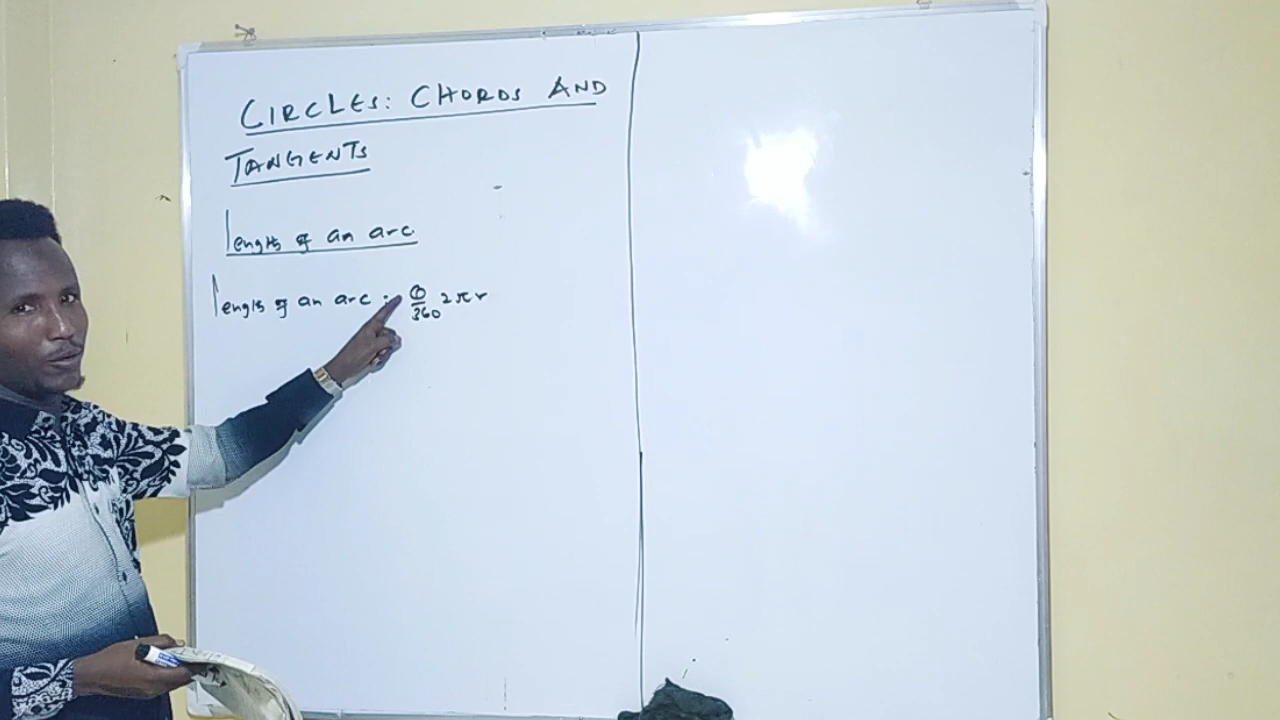 CIRCLES: CHORDS AND
TANGENTS
length of an arc
length of an arc = θ/360 2πr